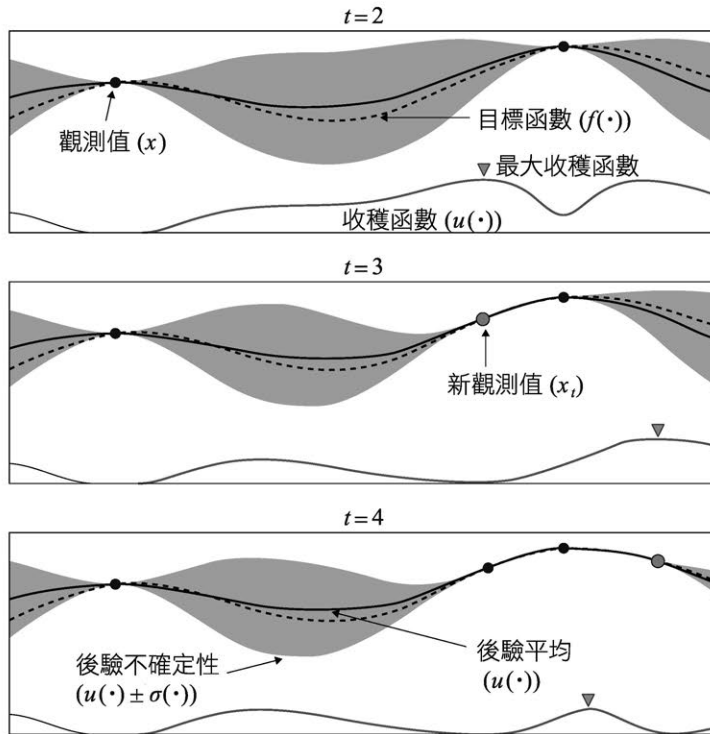 t=2
觀測值 (x)
目標函數 (f(·))
最大收穫函數
收穫函數 (u(·))
t=3
新觀測值 (xₜ)
t=4
後驗不確定性
(u(·) ± σ(·))
後驗平均
(u(·))